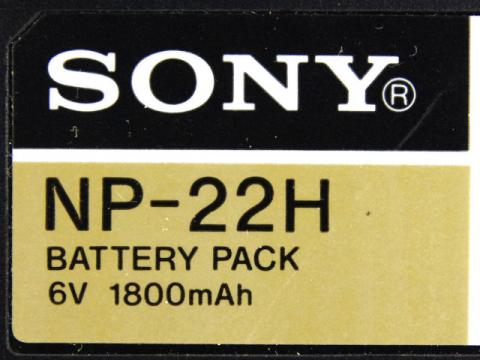 SONY®
NP-22H
BATTERY PACK
6V 1800mAh